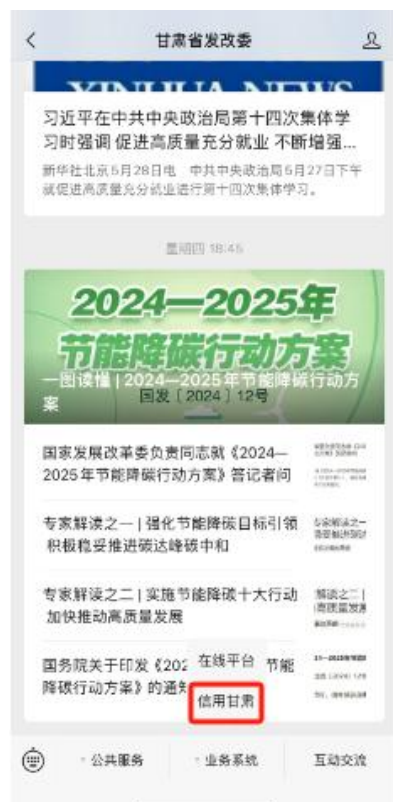 甘肃省发改委
XINHUA NEWS
习近平在中共中央政治局第十四次集体学
习时强调 促进高质量充分就业 不断增强...
新华社北京5月28日电 中共中央政治局5月27日下午
就促进高质量充分就业进行第十四次集体学习。
星期四 18:45
2024—2025年
节能降碳行动方案
一图读懂 | 2024—2025年节能降碳行动方
案
国发〔2024〕12号
国家发展改革委负责同志就《2024—
2025年节能降碳行动方案》答记者问
专家解读之一 | 强化节能降碳目标引领
积极稳妥推进碳达峰碳中和
专家解读之二 | 实施节能降碳十大行动
加快推动高质量发展
国务院关于印发《202
节能
降碳行动方案》的通知
在线平台
信用甘肃
公共服务
业务系统
互动交流